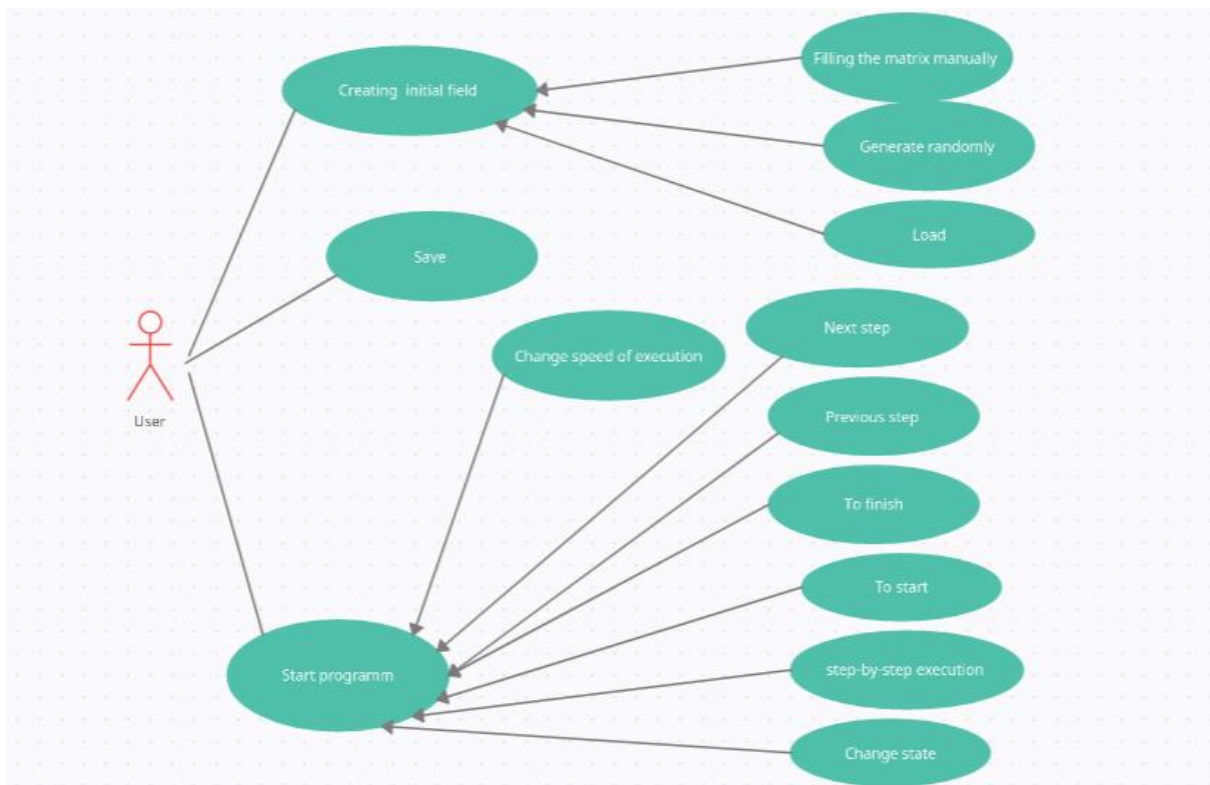 Filling the matrix manually
Creating initial field
Generate randomly
Load
Save
Next step
Change speed of execution
Previous step
User
To finish
To start
step-by-step execution
Start programm
Change state